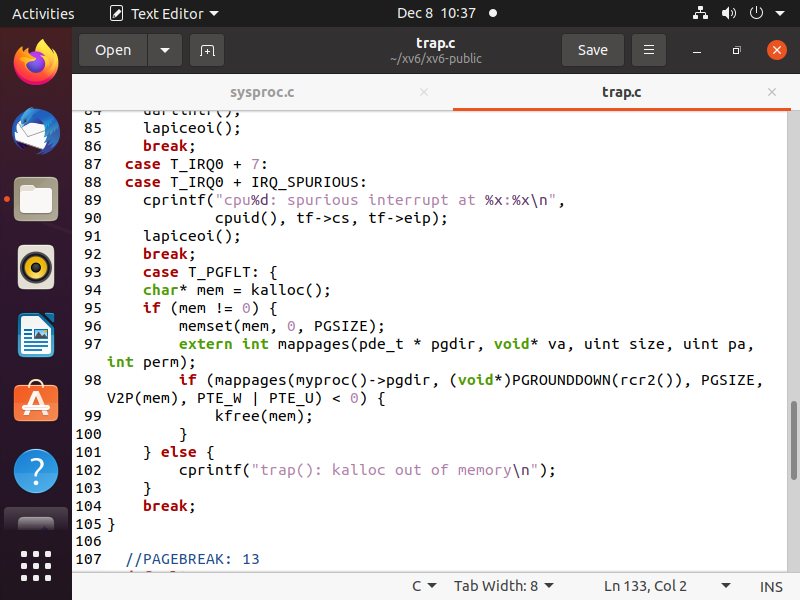 Activities
Text Editor
Dec 8 10:37
Open
trap.c
~/xv6/xv6-public
Save
sysproc.c
trap.c
84 uartintr();
85 lapiceoi();
86 break;
87 case T_IRQ0 + 7:
88 case T_IRQ0 + IRQ_SPURIOUS:
89 cprintf("cpu%d: spurious interrupt at %x:%x\n",
90 cpuid(), tf->cs, tf->eip);
91 lapiceoi();
92 break;
93 case T_PGFLT: {
94 char* mem = kalloc();
95 if (mem != 0) {
96 memset(mem, 0, PGSIZE);
97 extern int mappages(pde_t * pgdir, void* va, uint size, uint pa,
int perm);
98 if (mappages(myproc()->pgdir, (void*)PGROUNDDOWN(rcr2()), PGSIZE,
V2P(mem), PTE_W | PTE_U) < 0) {
99 kfree(mem);
100 }
101 } else {
102 cprintf("trap(): kalloc out of memory\n");
103 }
104 break;
105 }
106
107 //PAGEBREAK: 13
C
Tab Width: 8
Ln 133, Col 2
INS